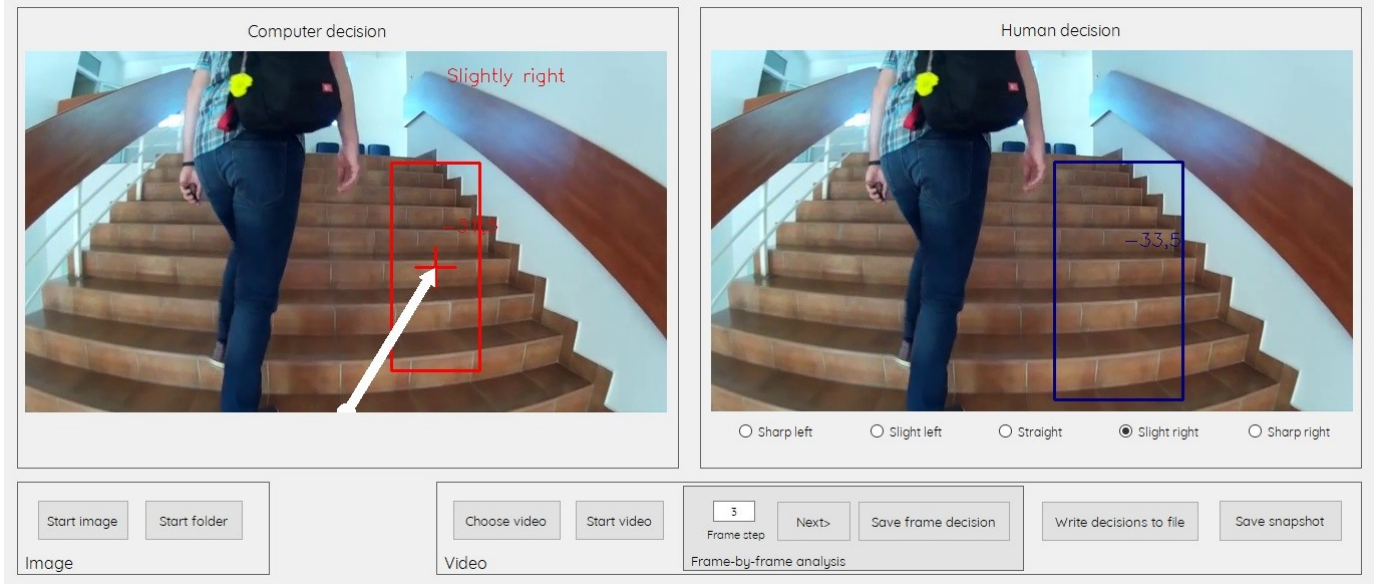 Computer decision
Slightly right
Human decision
-33,5
Sharp left
Slight left
Straight
Slight right
Sharp right
Start image
Start folder
Image
Choose video
Start video
Video
3
Frame step
Next>
Save frame decision
Frame-by-frame analysis
Write decisions to file
Save snapshot